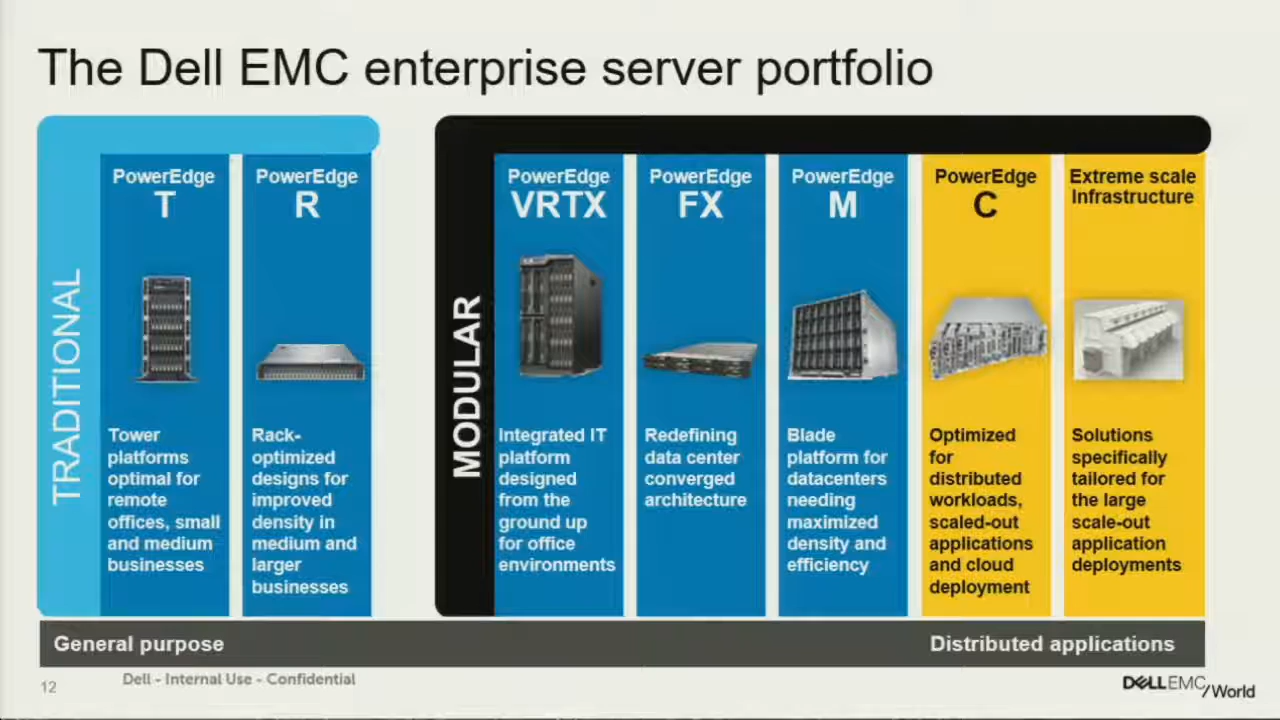 The Dell EMC enterprise server portfolio
TRADITIONAL
PowerEdge
T
Tower
platforms
optimal for
remote
offices, small
and medium
businesses
PowerEdge
R
Rack-
optimized
designs for
improved
density in
medium and
larger
businesses
MODULAR
PowerEdge
VRTX
Integrated IT
platform
designed
from the
ground up
for office
environments
PowerEdge
FX
Redefining
data center
converged
architecture
PowerEdge
M
Blade
platform for
datacenters
needing
maximized
density and
efficiency
PowerEdge
C
Optimized
for
distributed
workloads,
scaled-out
applications
and cloud
deployment
Extreme scale
Infrastructure
Solutions
specifically
tailored for
the large
scale-out
application
deployments
General purpose
Distributed applications
12
Dell - Internal Use - Confidential
DELLEMC/World